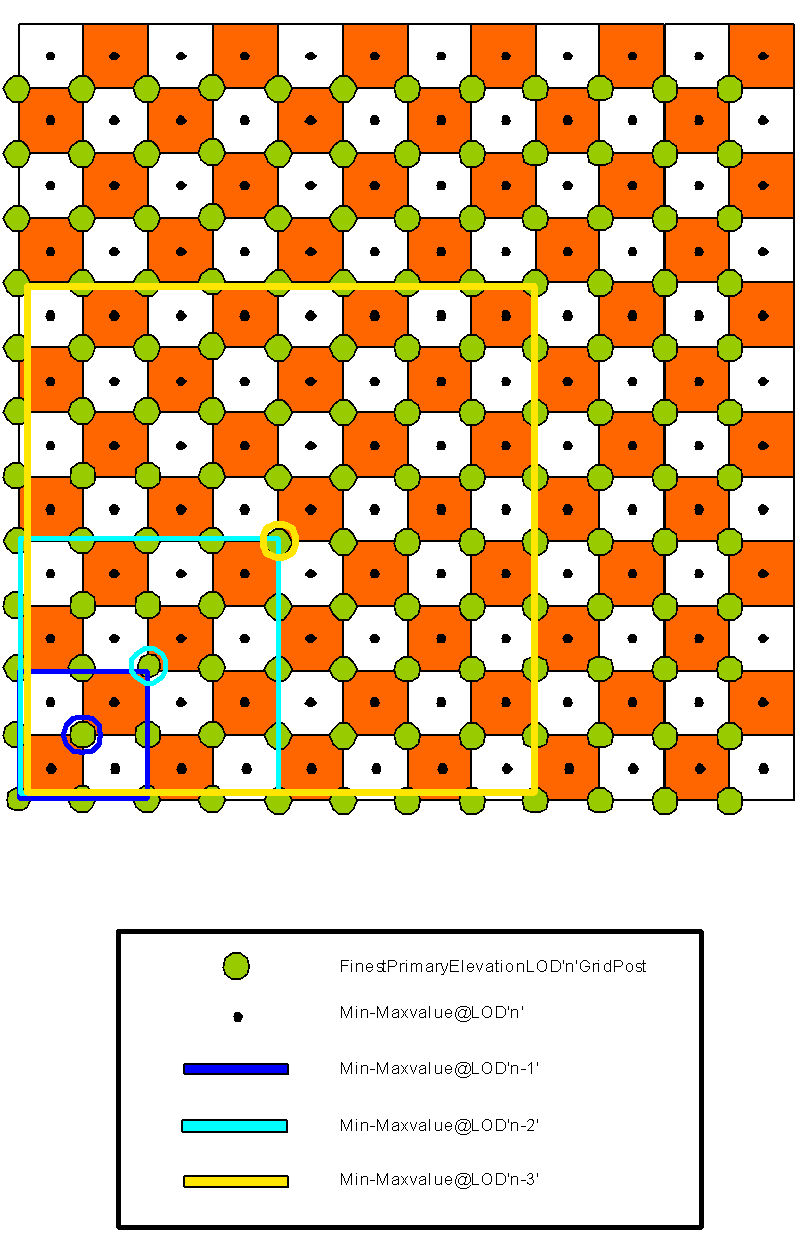 FinestPrimaryElevationLOD'n'GridPost
Min-Maxvalue@LOD'n'
Min-Maxvalue@LOD'n-1'
Min-Maxvalue@LOD'n-2'
Min-Maxvalue@LOD'n-3'